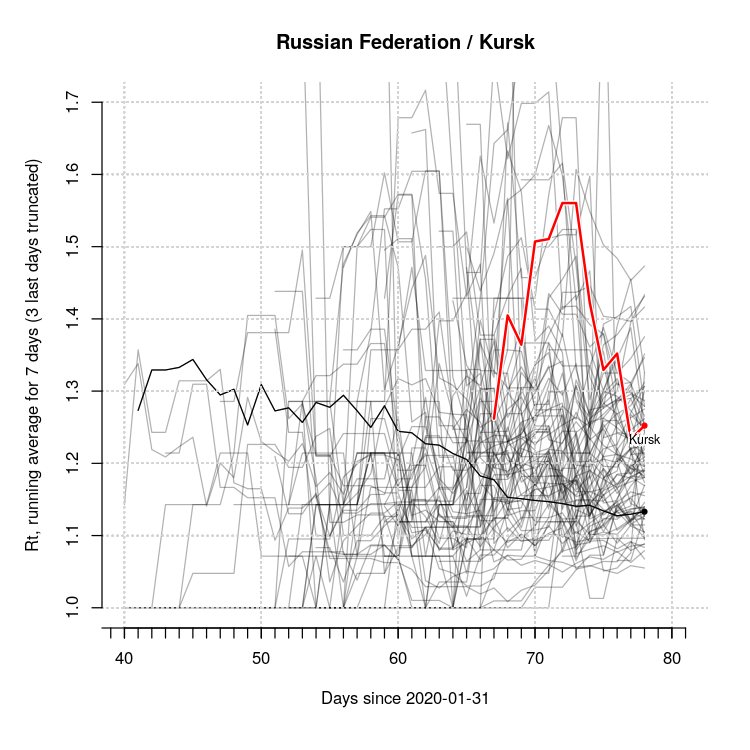 Russian Federation / Kursk
Rt, running average for 7 days (3 last days truncated)
1.7
1.6
1.5
1.4
1.3
1.2
1.1
1.0
Kursk
40 50 60 70 80
Days since 2020-01-31